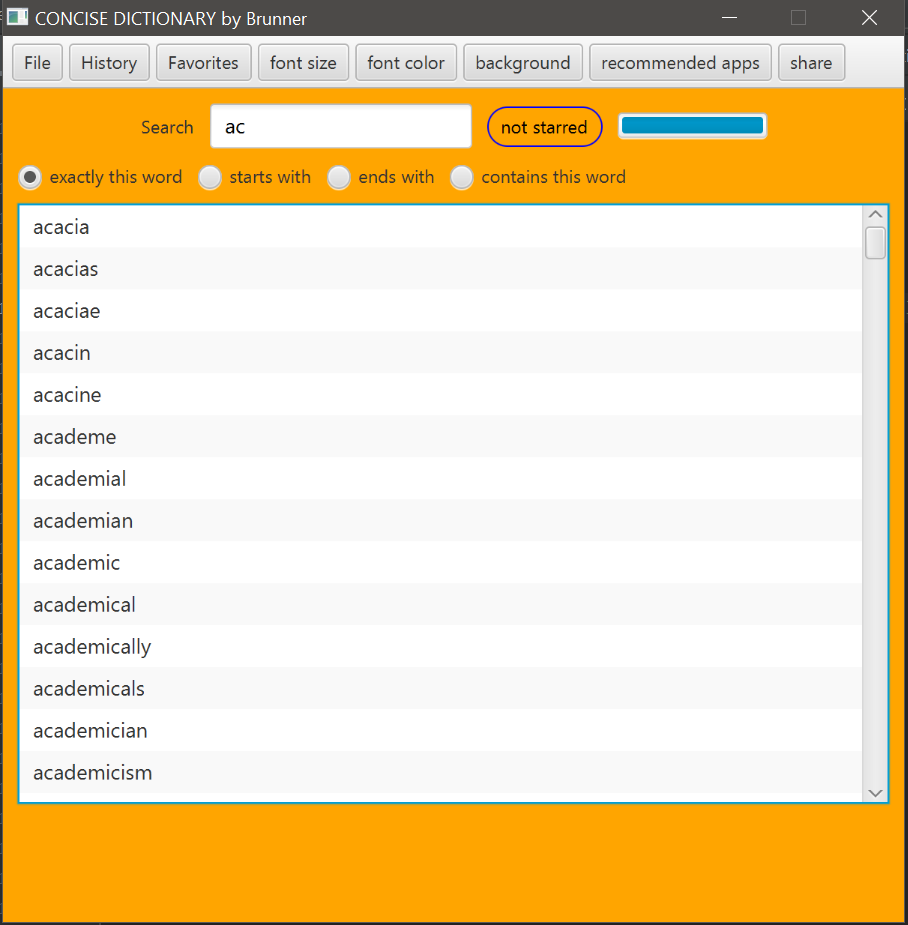 CONCISE DICTIONARY by Brunner
File History Favorites font size font color background recommended apps share
Search ac not starred
exactly this word starts with ends with contains this word
acacia
acacias
acaciae
acacin
acacine
academe
academial
academian
academic
academical
academically
academicals
academician
academicism